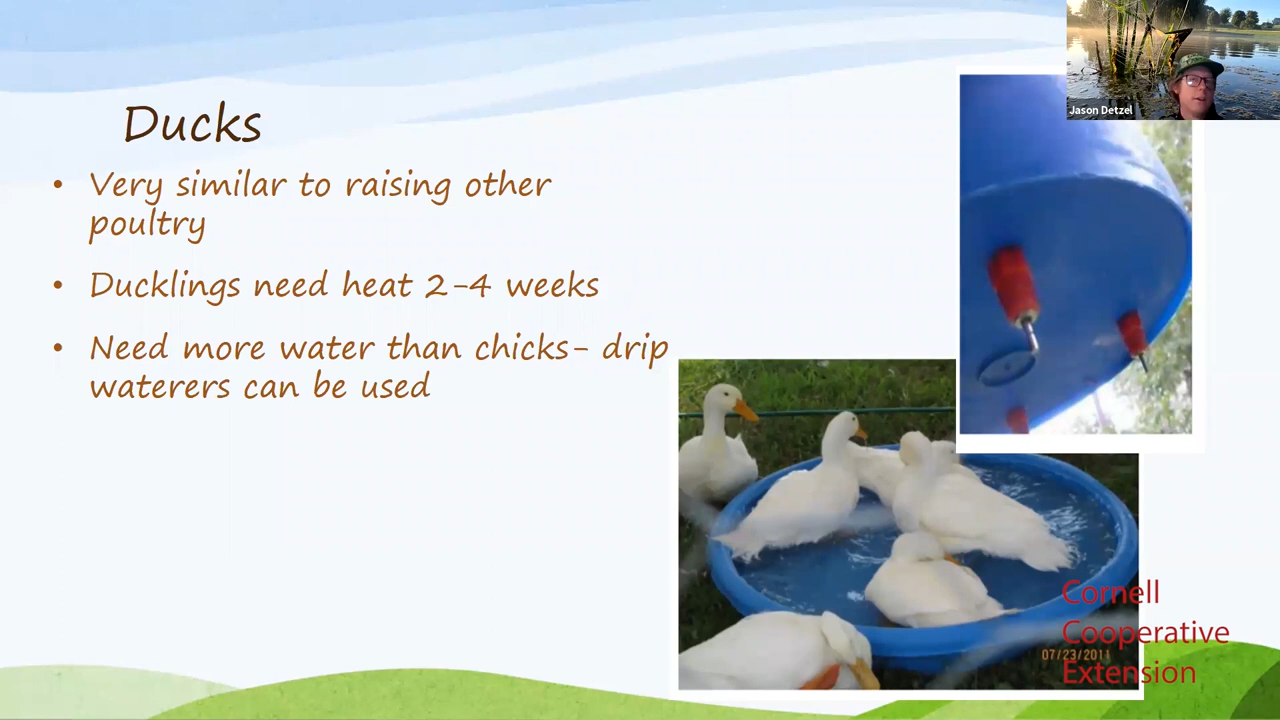 Jason Detzel
Ducks
• Very similar to raising other
poultry
• Ducklings need heat 2-4 weeks
• Need more water than chicks- drip
waterers can be used
07/23/2011
Cornell
Cooperative
Extension